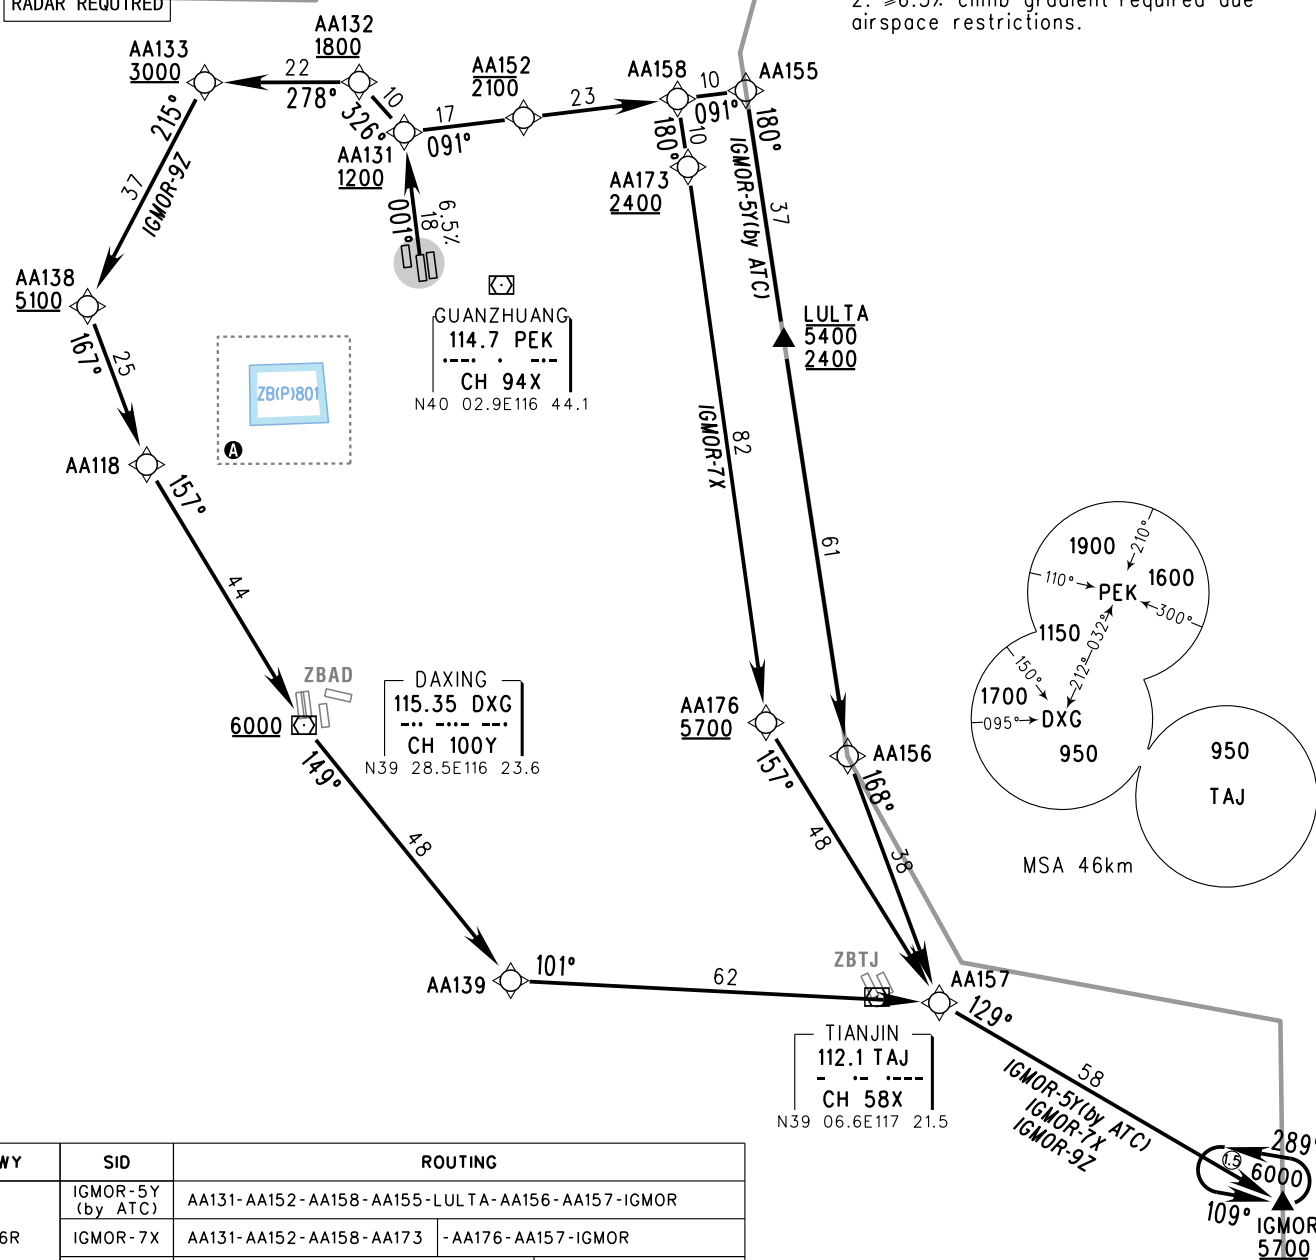 RADAR REQUIRED
2. ≥6.5% climb gradient required due
airspace restrictions.
AA133
3000
22
278°
AA132
1800
10
326°
AA131
1200
17
091°
AA152
2100
23
AA158
10
091°
AA155
180°
10
180°
AA173
2400
215°
37
IGMOR-9Z
001°
18
6.5%
IGMOR-5Y(by ATC)
37
AA138
5100
167°
25
GUANZHUANG
114.7 PEK
·--· · -·-
CH 94X
N40 02.9E116 44.1
LULTA
5400
2400
ZB(P)801
A
IGMOR-7X
82
AA118
157°
44
61
1900
210°
110°
PEK
1600
300°
1150
032°
212°
150°
1700
095°
DXG
950
950
TAJ
MSA 46km
ZBAD
6000
149°
DAXING
115.35 DXG
-·· -··- --·
CH 100Y
N39 28.5E116 23.6
AA176
5700
157°
48
AA156
168°
38
48
AA139
101°
62
ZBTJ
AA157
129°
TIANJIN
112.1 TAJ
- ·- ·---
CH 58X
N39 06.6E117 21.5
58
IGMOR-5Y(by ATC)
IGMOR-7X
IGMOR-9Z
289°
1.5
6000
109°
IGMOR
5700
WY SID ROUTING
IGMOR-5Y
(by ATC)
AA131-AA152-AA158-AA155-LULTA-AA156-AA157-IGMOR
6R IGMOR-7X AA131-AA152-AA158-AA173 -AA176-AA157-IGMOR